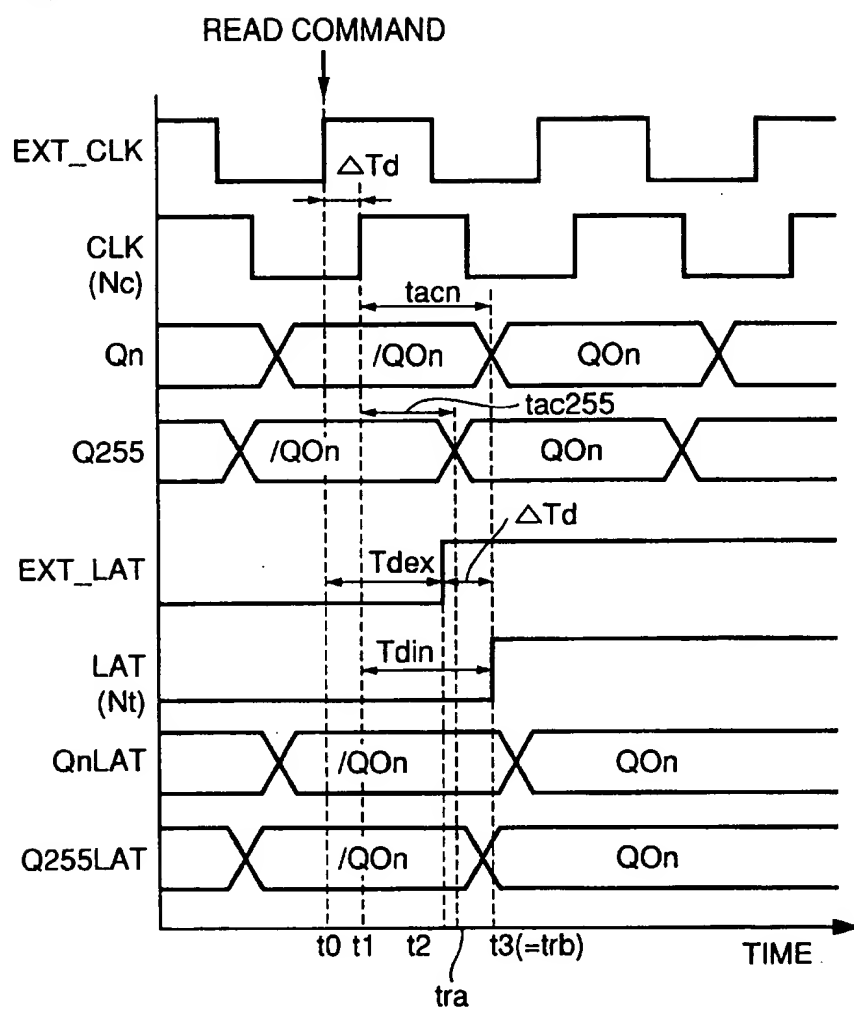 READ COMMAND
EXT_CLK
△Td
CLK
(Nc)
tacn
Qn
/QOn
QOn
tac255
Q255
/QOn
QOn
△Td
EXT_LAT
Tdex
LAT
(Nt)
Tdin
QnLAT
/QOn
QOn
Q255LAT
/QOn
QOn
t0 t1 t2 t3(=trb) TIME
tra